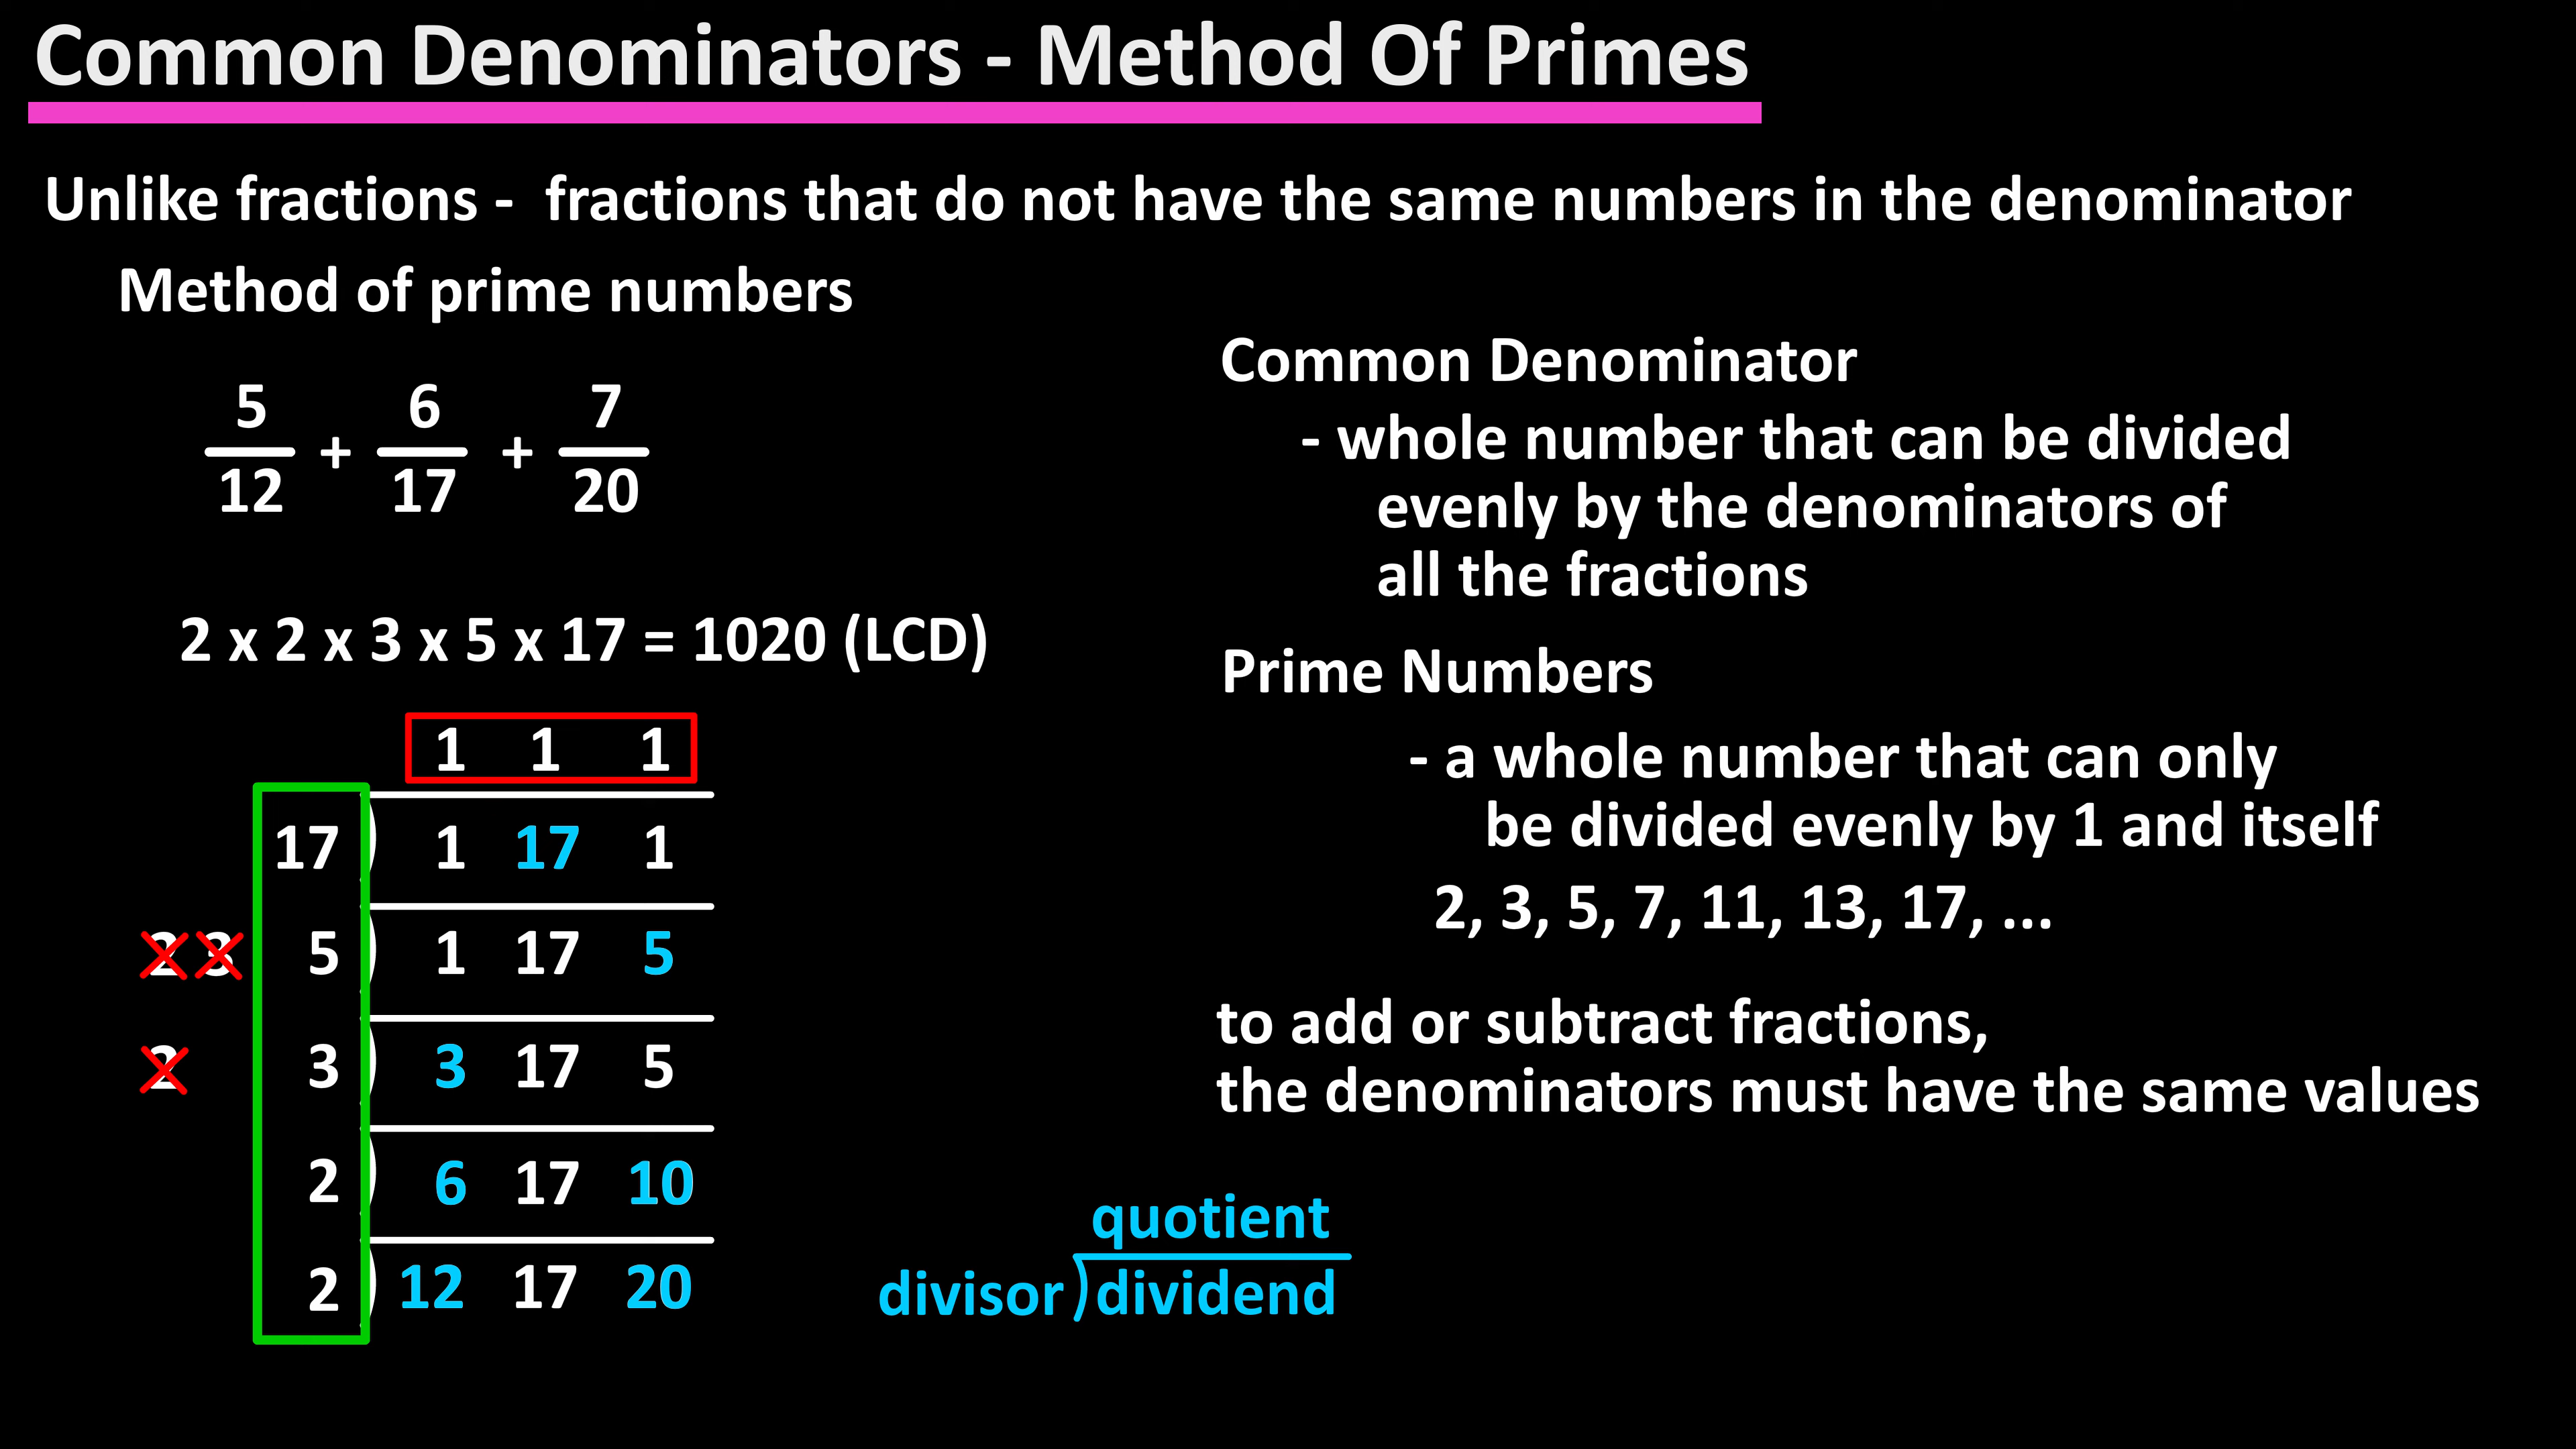 Common Denominators - Method Of Primes
Unlike fractions - fractions that do not have the same numbers in the denominator
Method of prime numbers
5 6 7
+ +
12 17 20
2 x 2 x 3 x 5 x 17 = 1020 (LCD)
1 1 1
17 1 17 1
2 3 5 1 17 5
2 3 3 17 5
2 6 17 10
2 12 17 20
quotient
divisor dividend
Common Denominator
- whole number that can be divided
evenly by the denominators of
all the fractions
Prime Numbers
- a whole number that can only
be divided evenly by 1 and itself
2, 3, 5, 7, 11, 13, 17, ...
to add or subtract fractions,
the denominators must have the same values